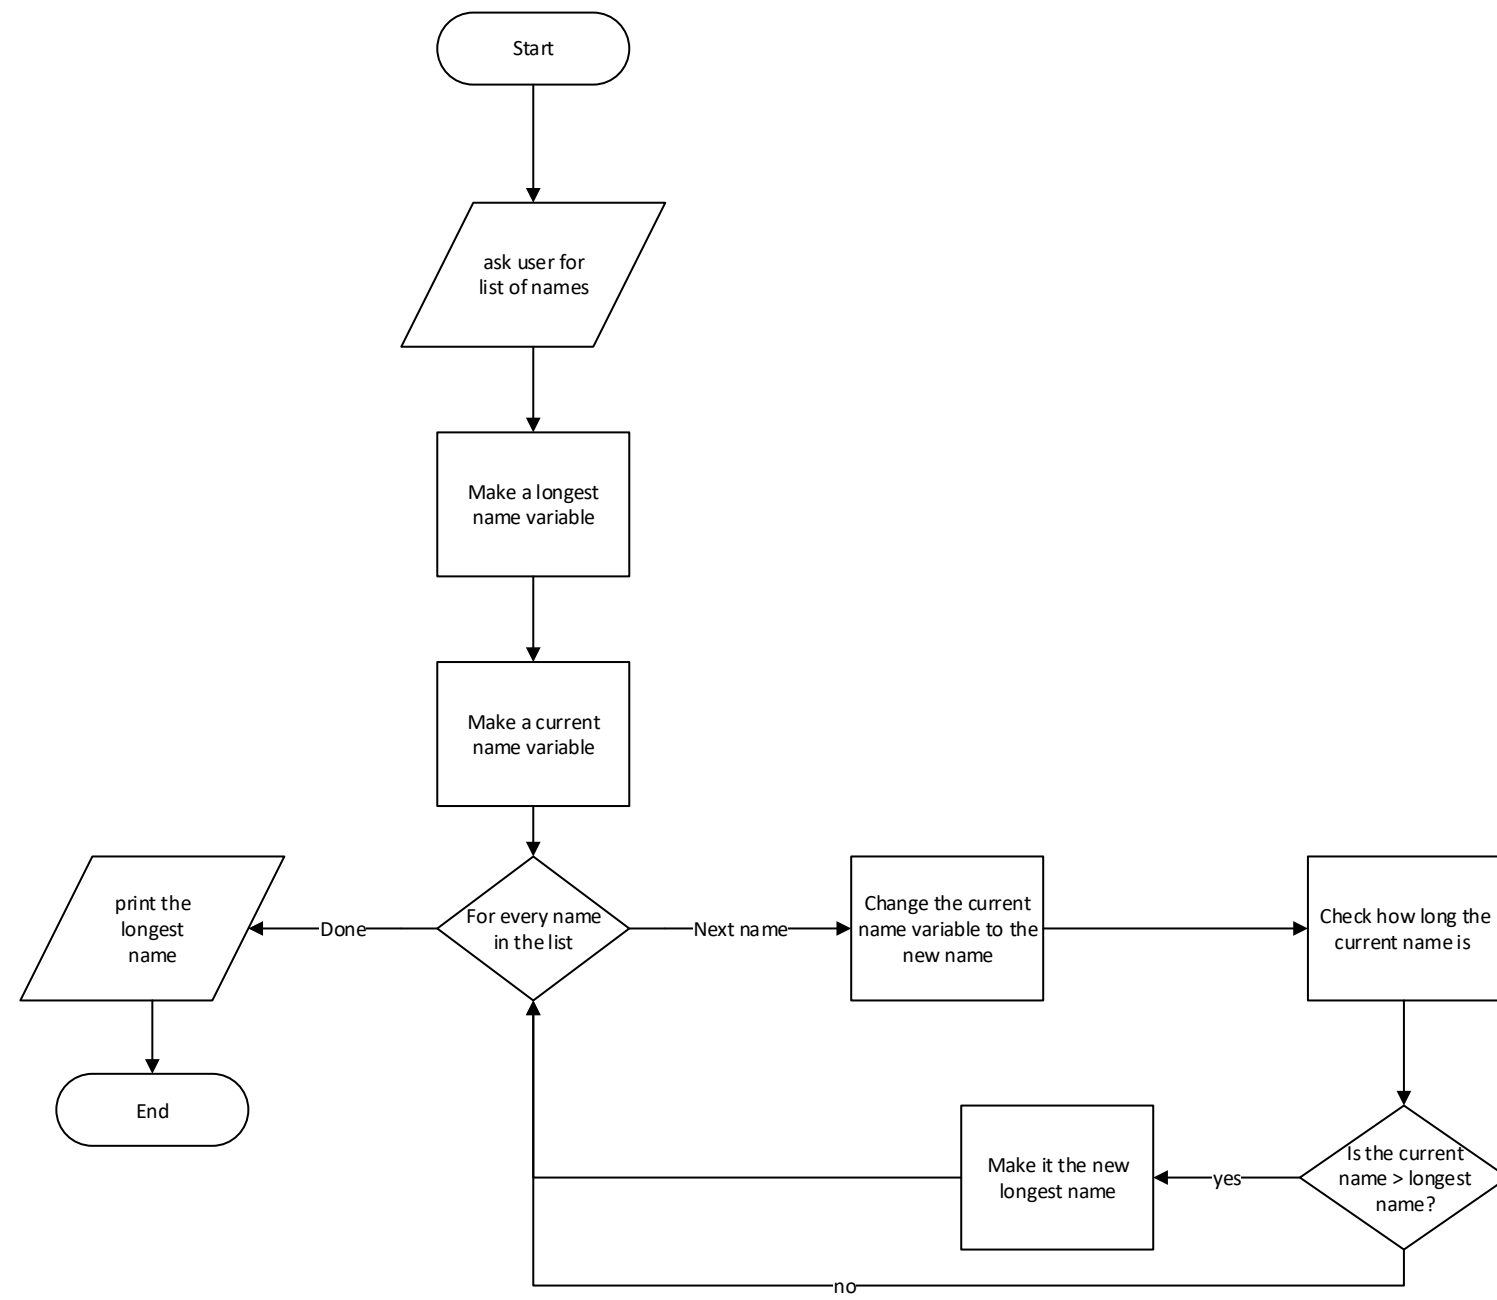 Start
ask user for
list of names
Make a longest
name variable
Make a current
name variable
For every name
in the list
Done
print the
longest
name
End
Next name
Change the current
name variable to the
new name
Check how long the
current name is
Is the current
name > longest
name?
yes
Make it the new
longest name
no